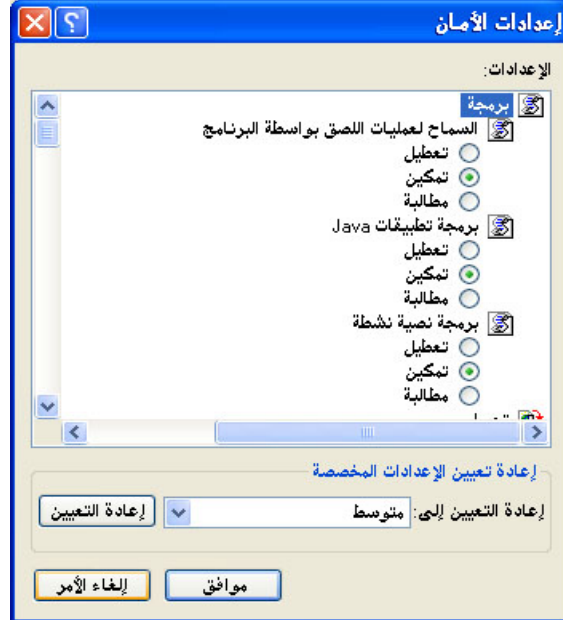 إعدادات الأمان
الإعدادات:
برمجة
السماح لعمليات اللصق بواسطة البرنامج
تعطيل
تمكين
مطالبة
برمجة تطبيقات Java
تعطيل
تمكين
مطالبة
برمجة نصية نشطة
تعطيل
تمكين
مطالبة
إعادة تعيين الإعدادات المخصصة
إعادة التعيين إلى: متوسط إعادة التعيين
موافق إلغاء الأمر